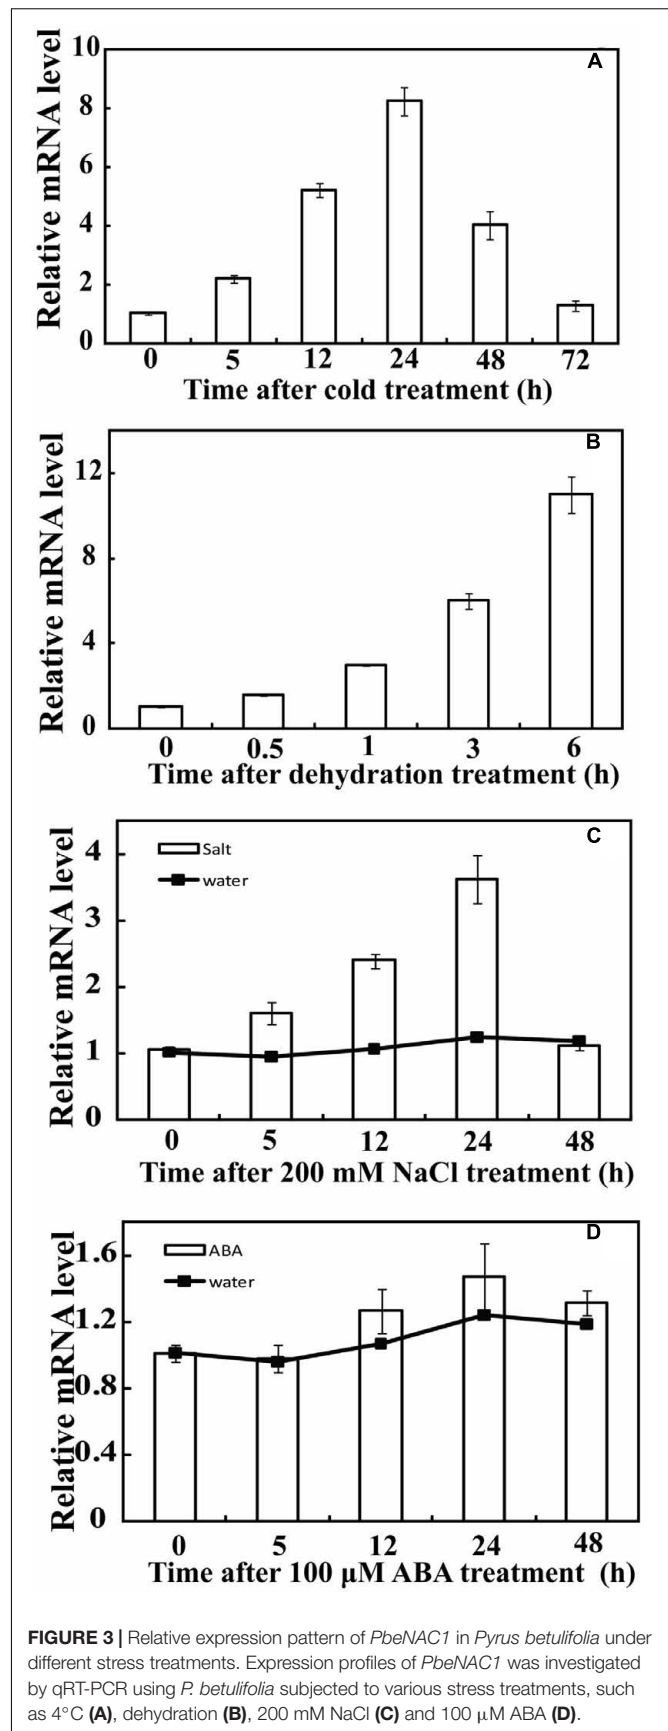 A
Relative mRNA level
10
8
6
4
2
0
0 5 12 24 48 72
Time after cold treatment (h)
B
Relative mRNA level
12
8
4
0
0 0.5 1 3 6
Time after dehydration treatment (h)
C
Salt
water
Relative mRNA level
4
3
2
1
0
0 5 12 24 48
Time after 200 mM NaCl treatment (h)
D
ABA
water
Relative mRNA level
1.6
1.2
0.8
0.4
0
0 5 12 24 48
Time after 100 μM ABA treatment (h)
FIGURE 3 | Relative expression pattern of PbeNAC1 in Pyrus betulifolia under
different stress treatments. Expression profiles of PbeNAC1 was investigated
by qRT-PCR using P. betulifolia subjected to various stress treatments, such
as 4°C (A), dehydration (B), 200 mM NaCl (C) and 100 μM ABA (D).